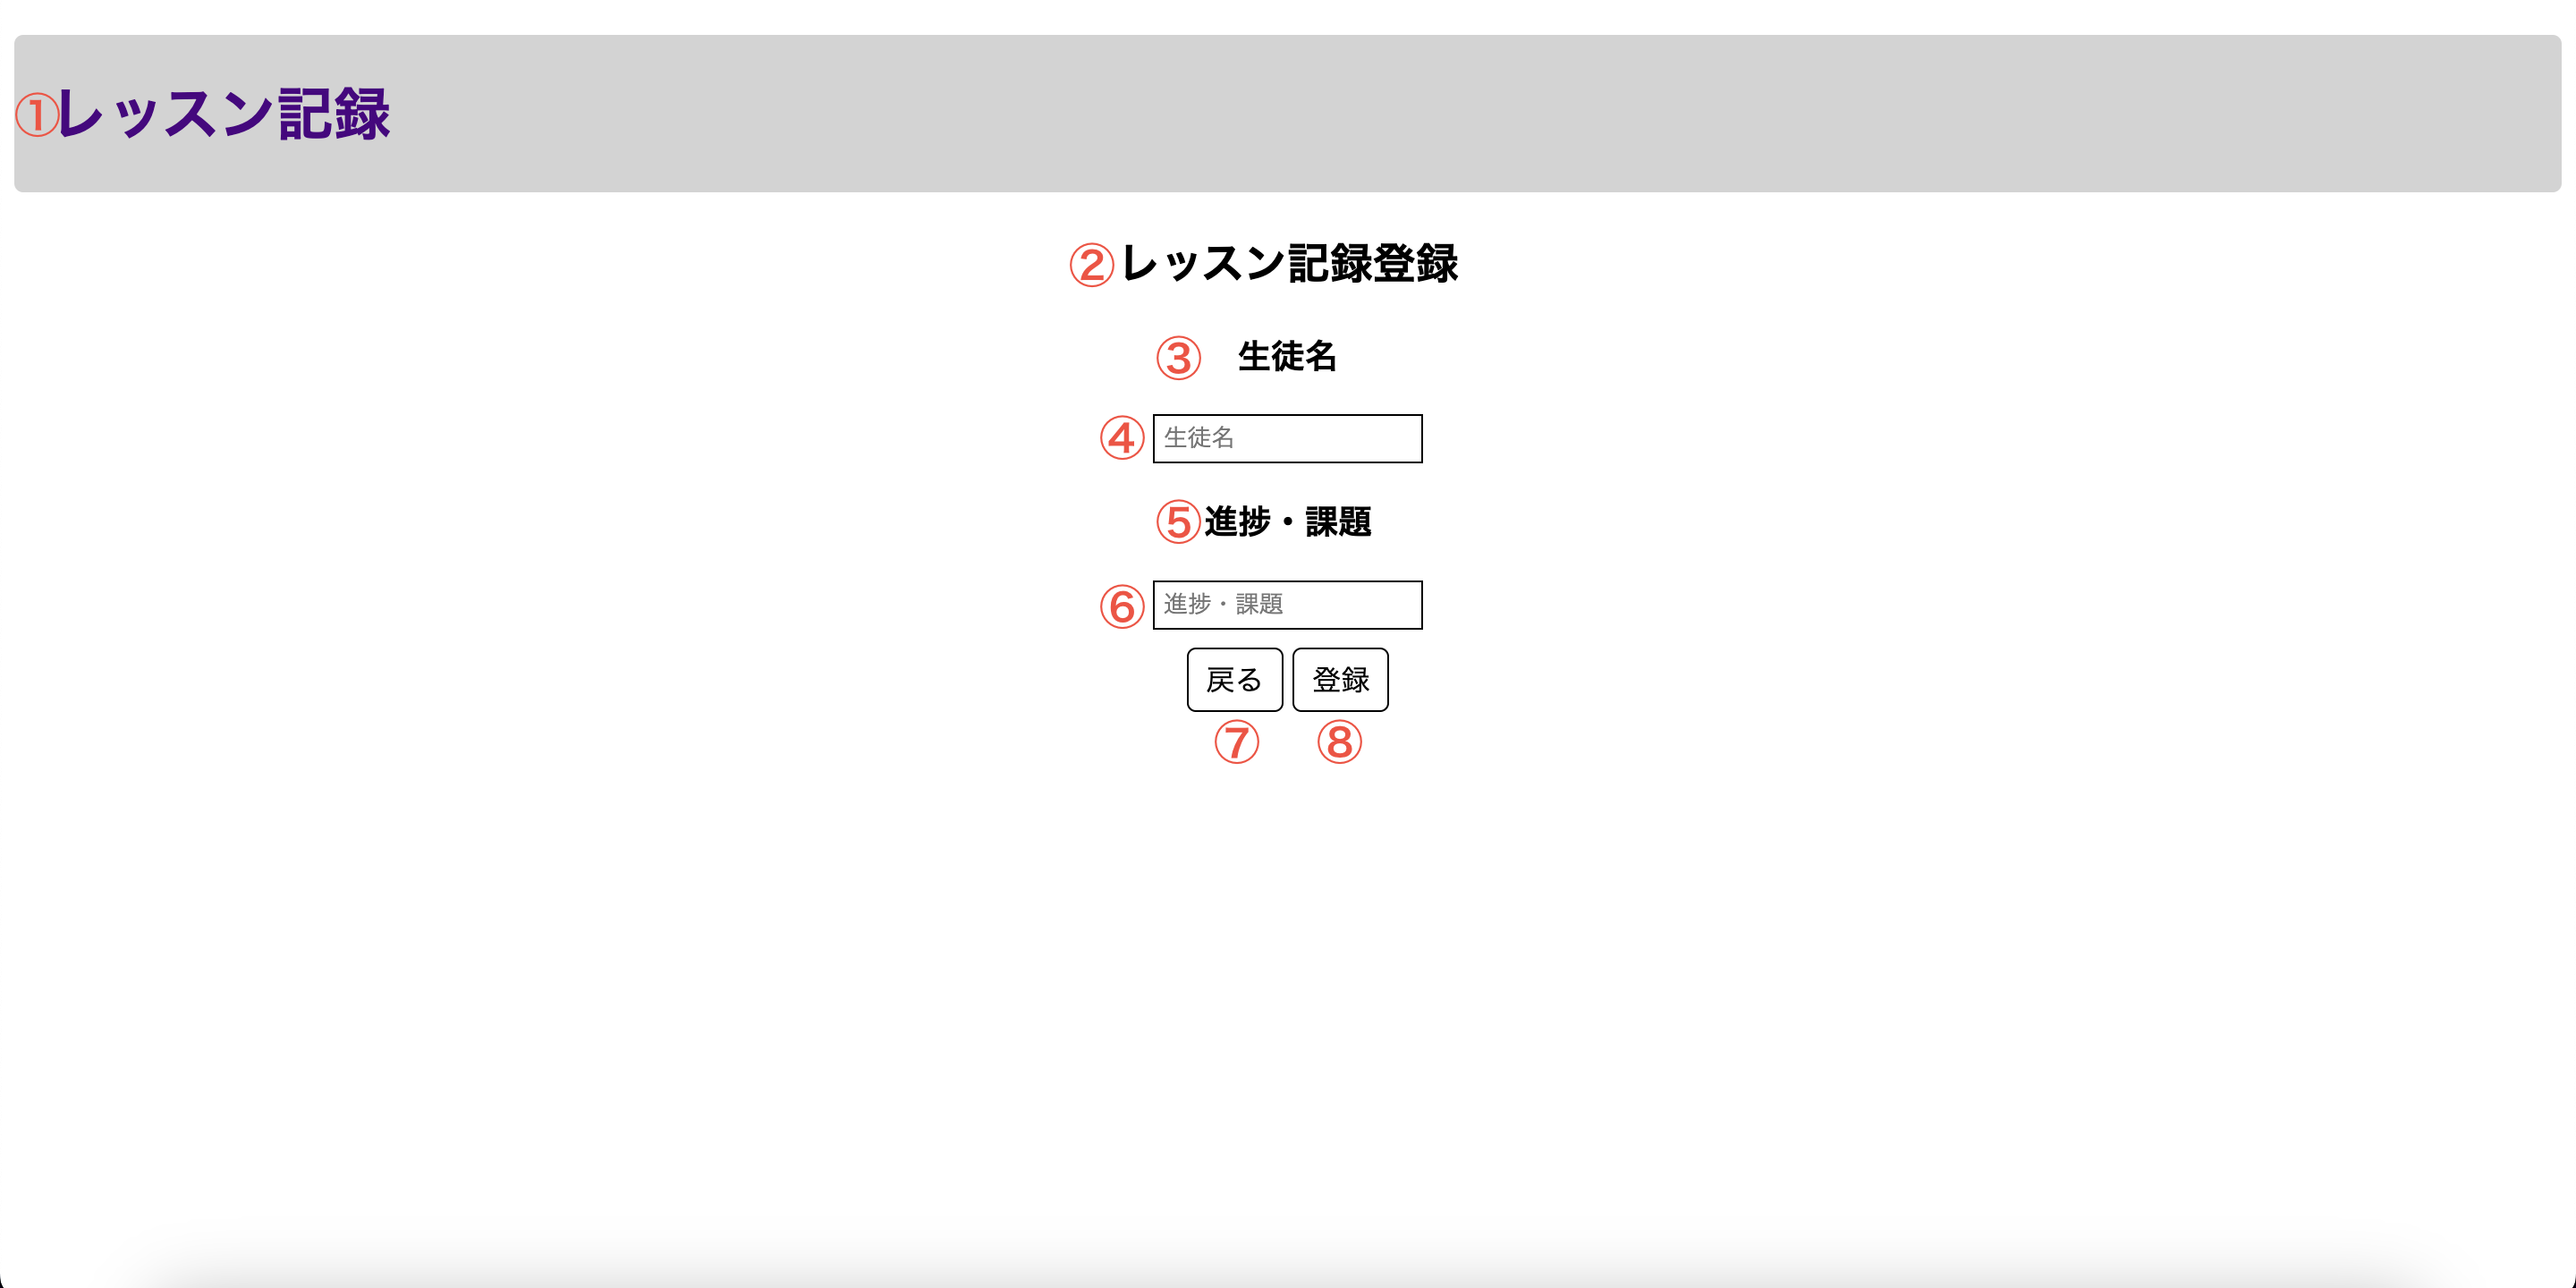 ①レッスン記録
②レッスン記録登録
③ 生徒名
④ 生徒名
⑤進捗・課題
⑥ 進捗・課題
戻る 登録
⑦ ⑧